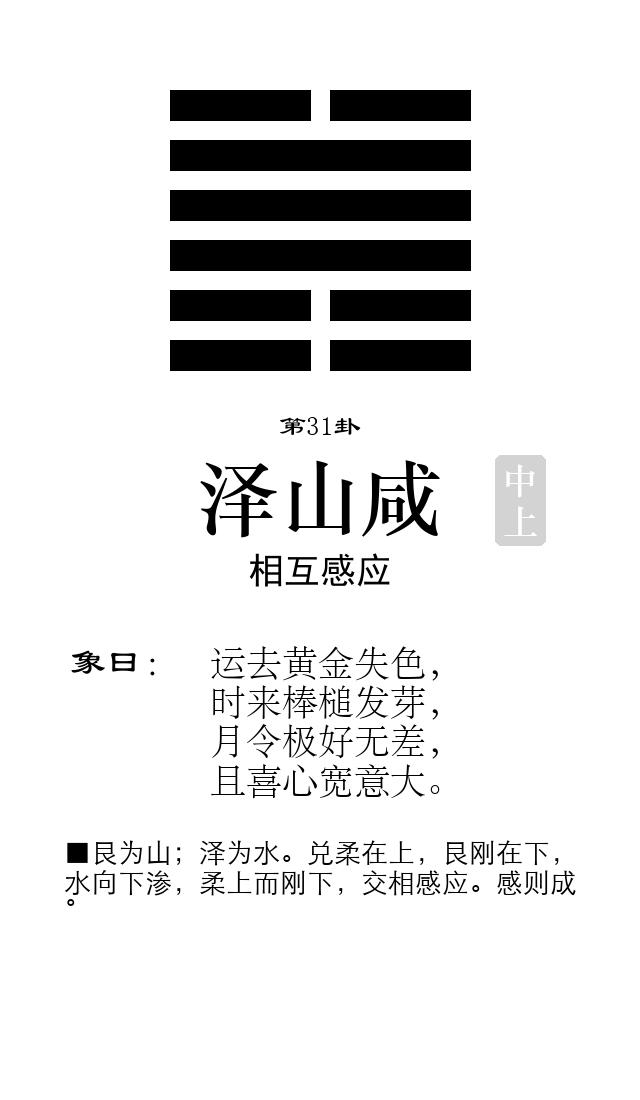 第31卦
泽山咸
中上
相互感应
象曰： 运去黄金失色，
时来棒槌发芽，
月令极好无差，
且喜心宽意大。
■艮为山；泽为水。兑柔在上，艮刚在下，
水向下渗，柔上而刚下，交相感应。感则成
。